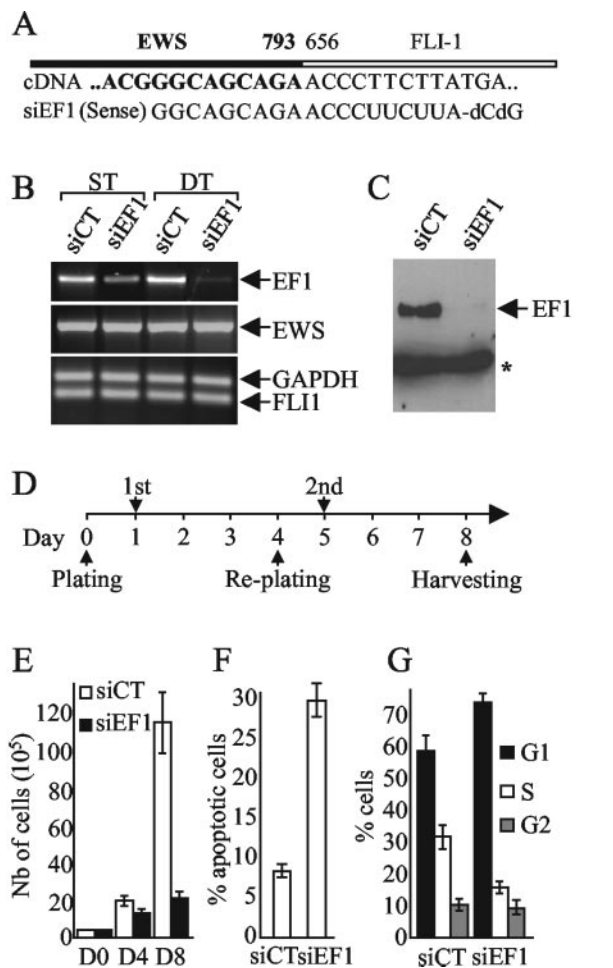 A
EWS 793 656 FLI-1
cDNA ..ACGGGCAGCAGAACCCTTCTTATGA..
siEF1 (Sense) GGCAGCAGAACCCUUCUUA-dCdG
B
ST DT
siCT siEF1 siCT siEF1
EF1
EWS
GAPDH
FLI1
C
siCT siEF1
EF1
*
D
1st 2nd
Day 0 1 2 3 4 5 6 7 8
Plating Re-plating Harvesting
E
siCT
siEF1
Nb of cells (10⁵)
120
100
80
60
40
20
0
D0 D4 D8
F
% apoptotic cells
30
25
20
15
10
5
0
siCT siEF1
G
% cells
70
60
50
40
30
20
10
0
G1
S
G2
siCT siEF1